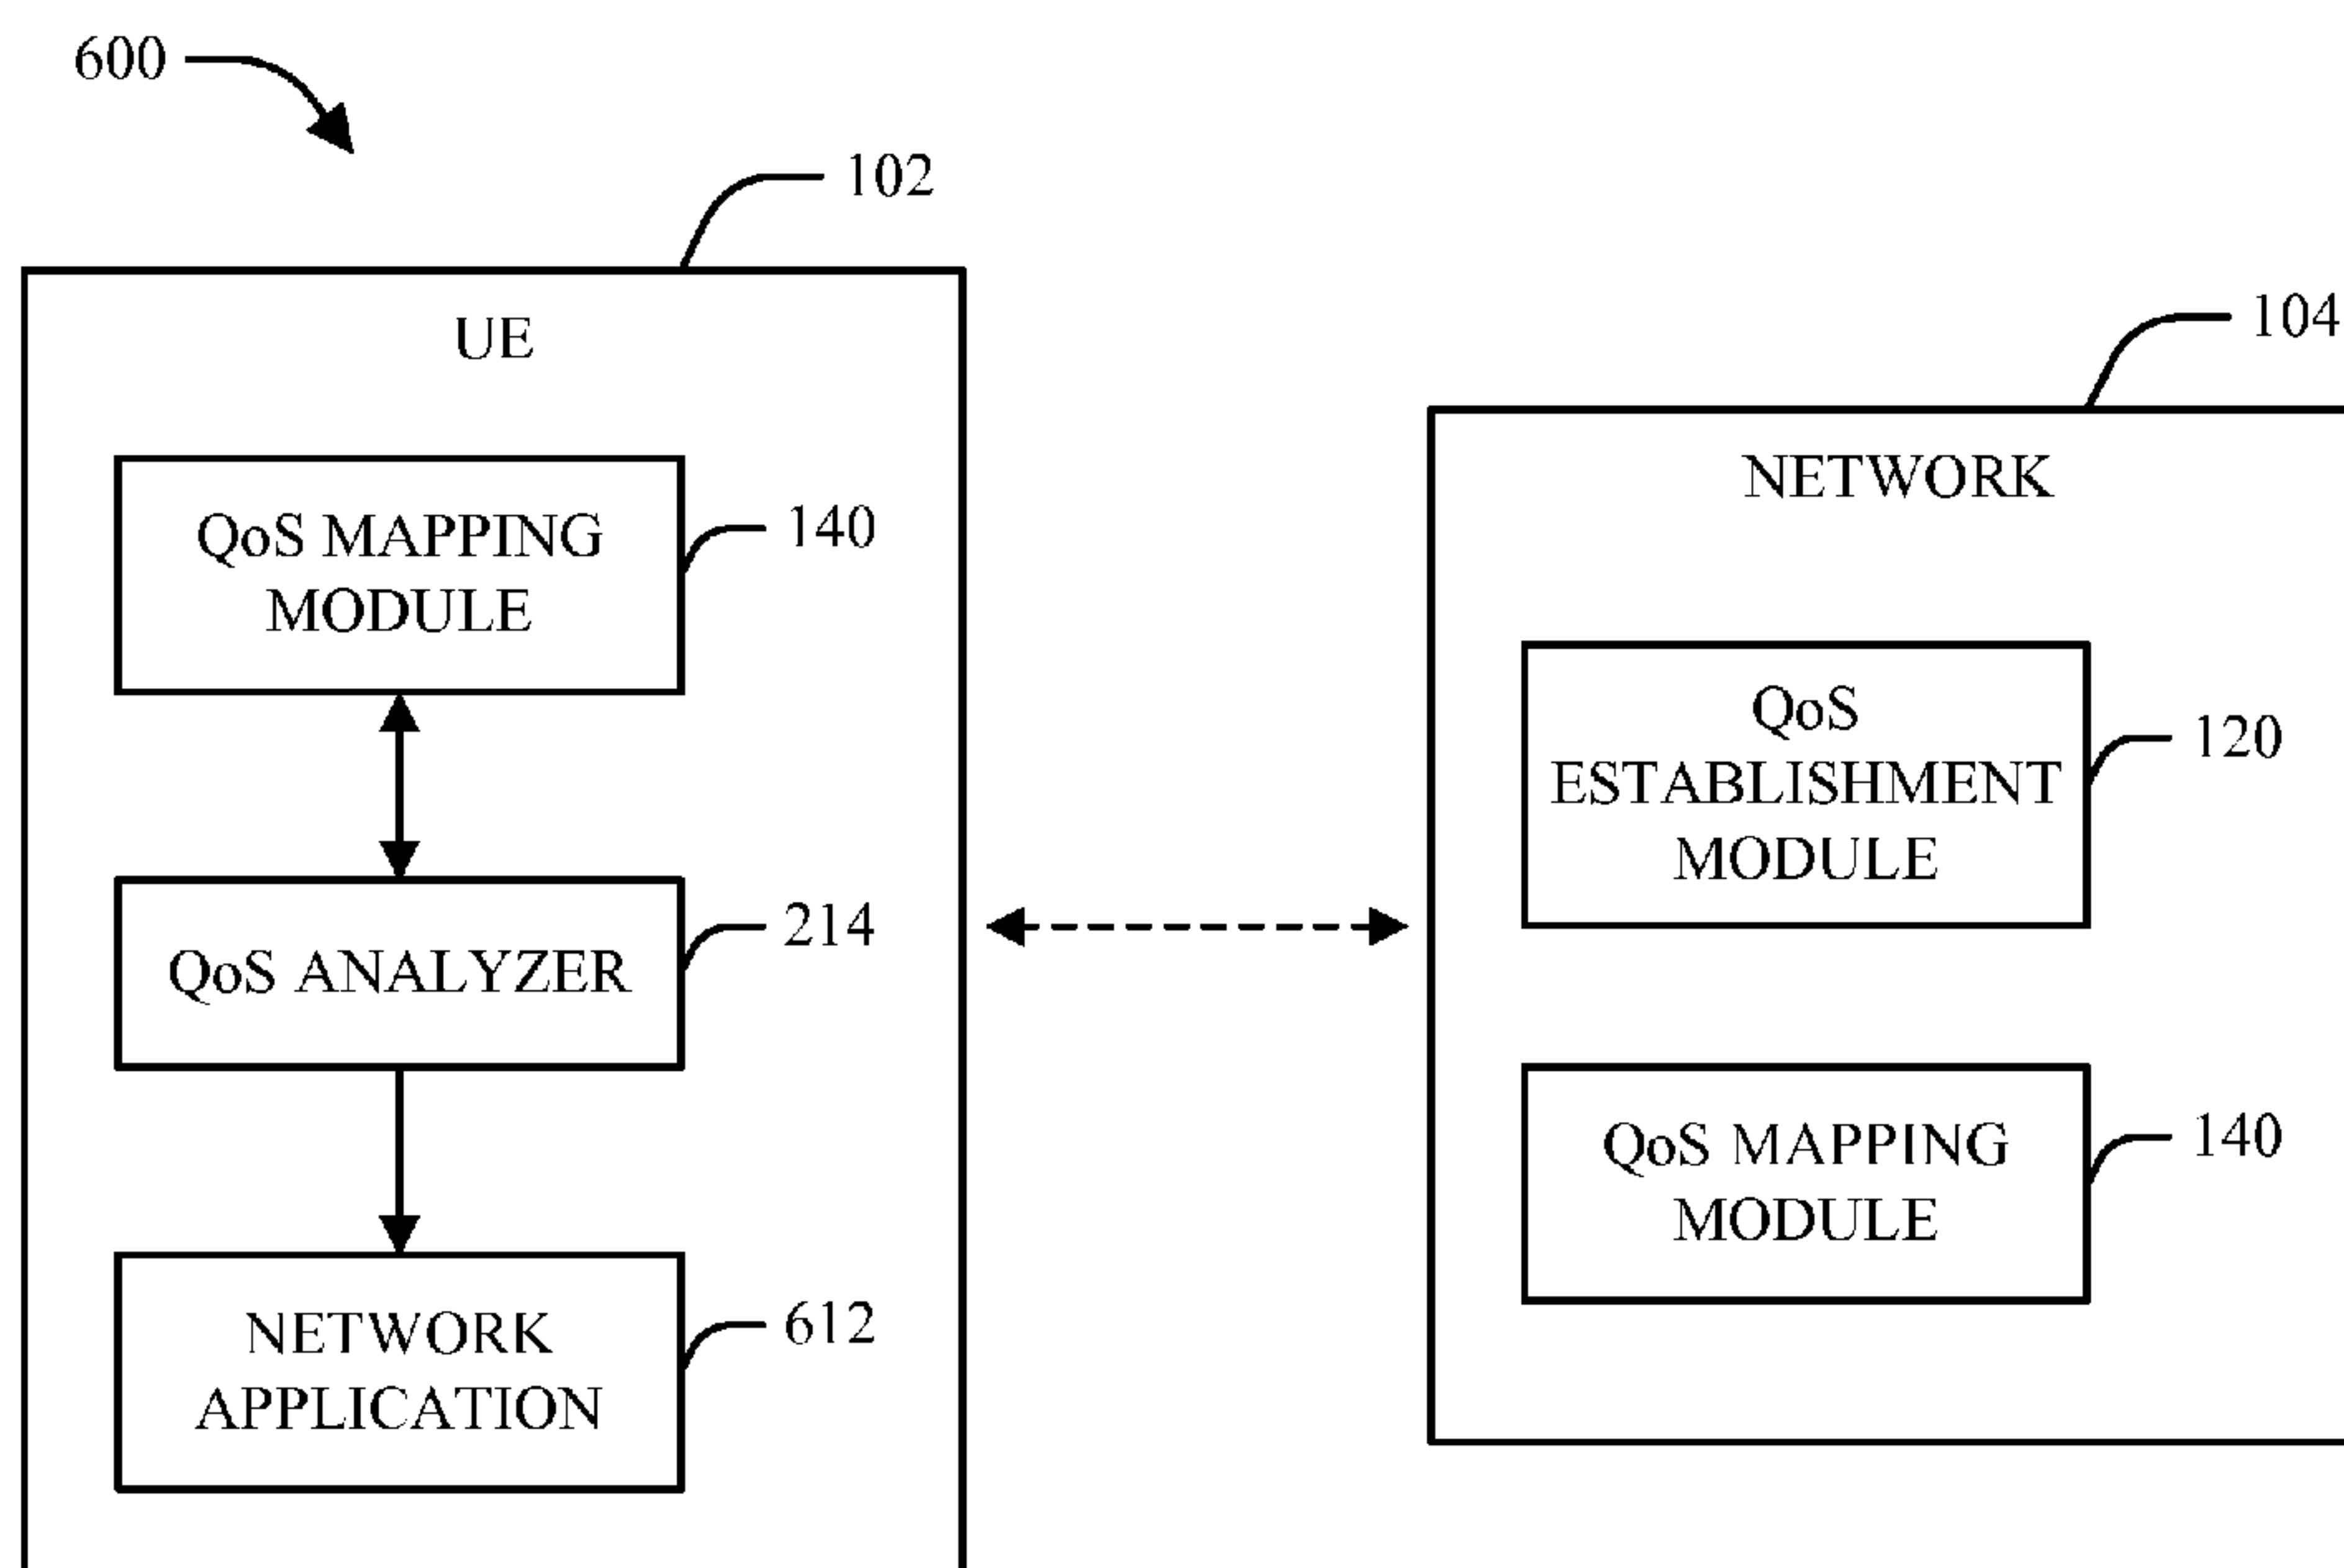 600
102
UE
104
NETWORK
QoS MAPPING
MODULE
140
QoS
ESTABLISHMENT
MODULE
120
QoS ANALYZER
214
QoS MAPPING
MODULE
140
NETWORK
APPLICATION
612